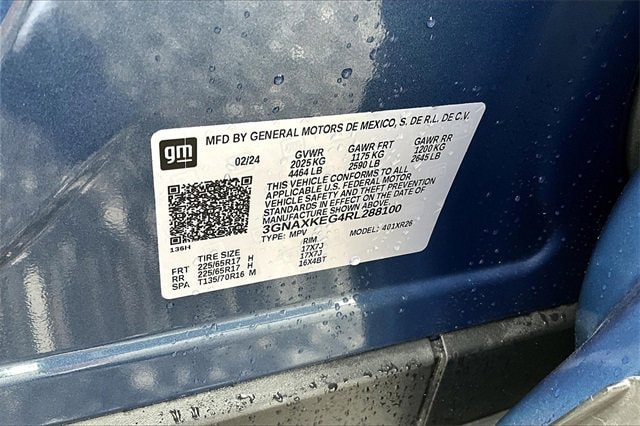 gm
MFD BY GENERAL MOTORS DE MEXICO, S. DE R.L. DE C.V.
02/24 GVWR GAWR FRT GAWR RR
2025 KG 1175 KG 1200 KG
4464 LB 2590 LB 2645 LB
THIS VEHICLE CONFORMS TO ALL
APPLICABLE U.S. FEDERAL MOTOR
VEHICLE SAFETY AND THEFT PREVENTION
STANDARDS IN EFFECT ON THE DATE OF
MANUFACTURE SHOWN ABOVE.
3GNAXKEG4RL288100
TYPE: MPV MODEL: 401XR26
136H
TIRE SIZE RIM
FRT 225/65R17 H 17X7J
RR 225/65R17 H 17X7J
SPA T135/70R16 M 16X4BT